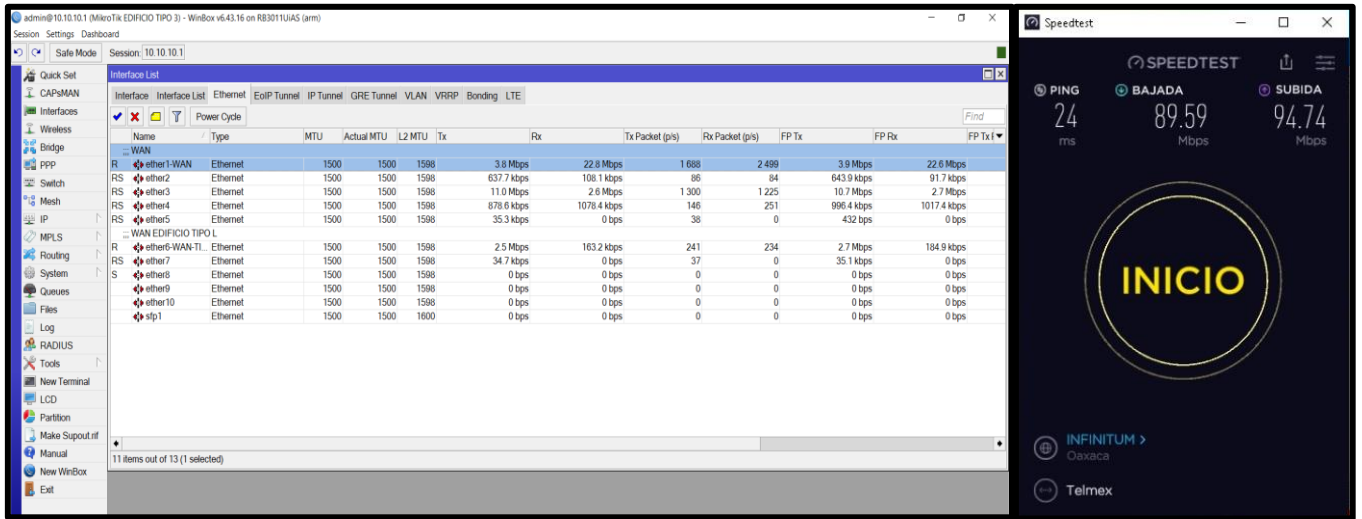 admin@10.10.10.1 (MikroTik EDIFICIO TIPO 3) - WinBox v6.43.16 on RB3011UiAS (arm)
Session Settings Dashboard
Safe Mode Session: 10.10.10.1
Quick Set
CAPsMAN
Interfaces
Wireless
Bridge
PPP
Switch
Mesh
IP
MPLS
Routing
System
Queues
Files
Log
RADIUS
Tools
New Terminal
LCD
Partition
Make Supout.rif
Manual
New WinBox
Exit
Interface List
Interface Interface List Ethernet EoIP Tunnel IP Tunnel GRE Tunnel VLAN VRRP Bonding LTE
Power Cycle Find
Name Type MTU Actual MTU L2 MTU Tx Rx Tx Packet (p/s) Rx Packet (p/s) FP Tx FP Rx FP Tx
;;; WAN
R ether1-WAN Ethernet 1500 1500 1598 3.8 Mbps 22.8 Mbps 1 688 2 499 3.9 Mbps 22.6 Mbps
RS ether2 Ethernet 1500 1500 1598 637.7 kbps 108.1 kbps 86 84 643.9 kbps 91.7 kbps
RS ether3 Ethernet 1500 1500 1598 11.0 Mbps 2.6 Mbps 1 300 1 225 10.7 Mbps 2.7 Mbps
RS ether4 Ethernet 1500 1500 1598 878.6 kbps 1078.4 kbps 146 251 996.4 kbps 1017.4 kbps
RS ether5 Ethernet 1500 1500 1598 35.3 kbps 0 bps 38 0 432 bps 0 bps
;;; WAN EDIFICIO TIPO L
R ether6-WAN-TI... Ethernet 1500 1500 1598 2.5 Mbps 163.2 kbps 241 234 2.7 Mbps 184.9 kbps
RS ether7 Ethernet 1500 1500 1598 34.7 kbps 0 bps 37 0 35.1 kbps 0 bps
S ether8 Ethernet 1500 1500 1598 0 bps 0 bps 0 0 0 bps 0 bps
ether9 Ethernet 1500 1500 1598 0 bps 0 bps 0 0 0 bps 0 bps
ether10 Ethernet 1500 1500 1598 0 bps 0 bps 0 0 0 bps 0 bps
sfp1 Ethernet 1500 1500 1600 0 bps 0 bps 0 0 0 bps 0 bps
11 items out of 13 (1 selected)
Speedtest
SPEEDTEST
PING BAJADA SUBIDA
24 89.59 94.74
ms Mbps Mbps
INICIO
INFINITUM >
Oaxaca
Telmex